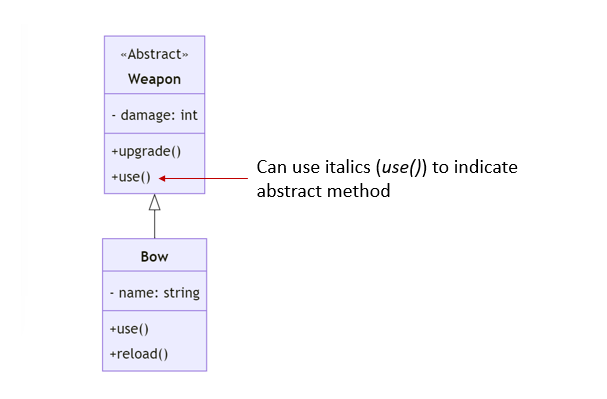 «Abstract»
Weapon
- damage: int
+upgrade()
+use()
Can use italics (use()) to indicate
abstract method
Bow
- name: string
+use()
+reload()